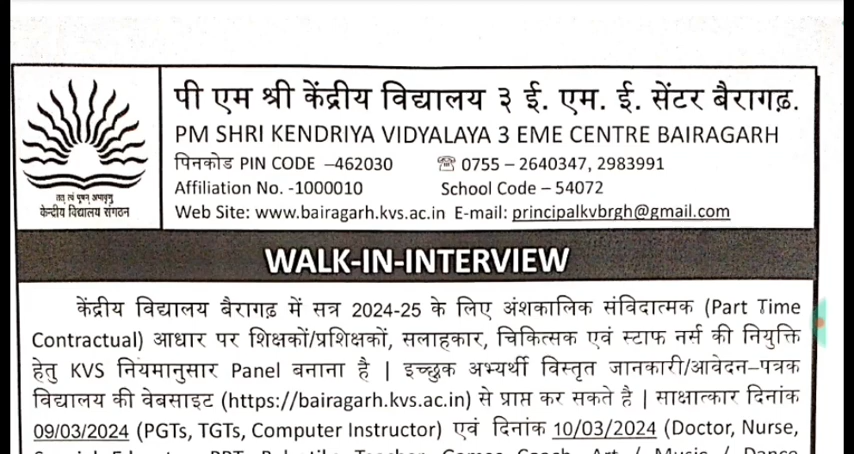 पी एम श्री केंद्रीय विद्यालय ३ ई. एम. ई. सेंटर बैरागढ़.
PM SHRI KENDRIYA VIDYALAYA 3 EME CENTRE BAIRAGARH
पिनकोड PIN CODE –462030 ☎ 0755 – 2640347, 2983991
Affiliation No. -1000010 School Code – 54072
Web Site: www.bairagarh.kvs.ac.in E-mail: principalkvbrgh@gmail.com
तत् त्वं पूषन् अपावृणु
केन्द्रीय विद्यालय संगठन
WALK-IN-INTERVIEW
केंद्रीय विद्यालय बैरागढ़ में सत्र 2024-25 के लिए अंशकालिक संविदात्मक (Part Time
Contractual) आधार पर शिक्षकों/प्रशिक्षकों, सलाहकार, चिकित्सक एवं स्टाफ नर्स की नियुक्ति
हेतु KVS नियमानुसार Panel बनाना है | इच्छुक अभ्यर्थी विस्तृत जानकारी/आवेदन–पत्रक
विद्यालय की वेबसाइट (https://bairagarh.kvs.ac.in) से प्राप्त कर सकते है | साक्षात्कार दिनांक
09/03/2024 (PGTs, TGTs, Computer Instructor) एवं दिनांक 10/03/2024 (Doctor, Nurse,